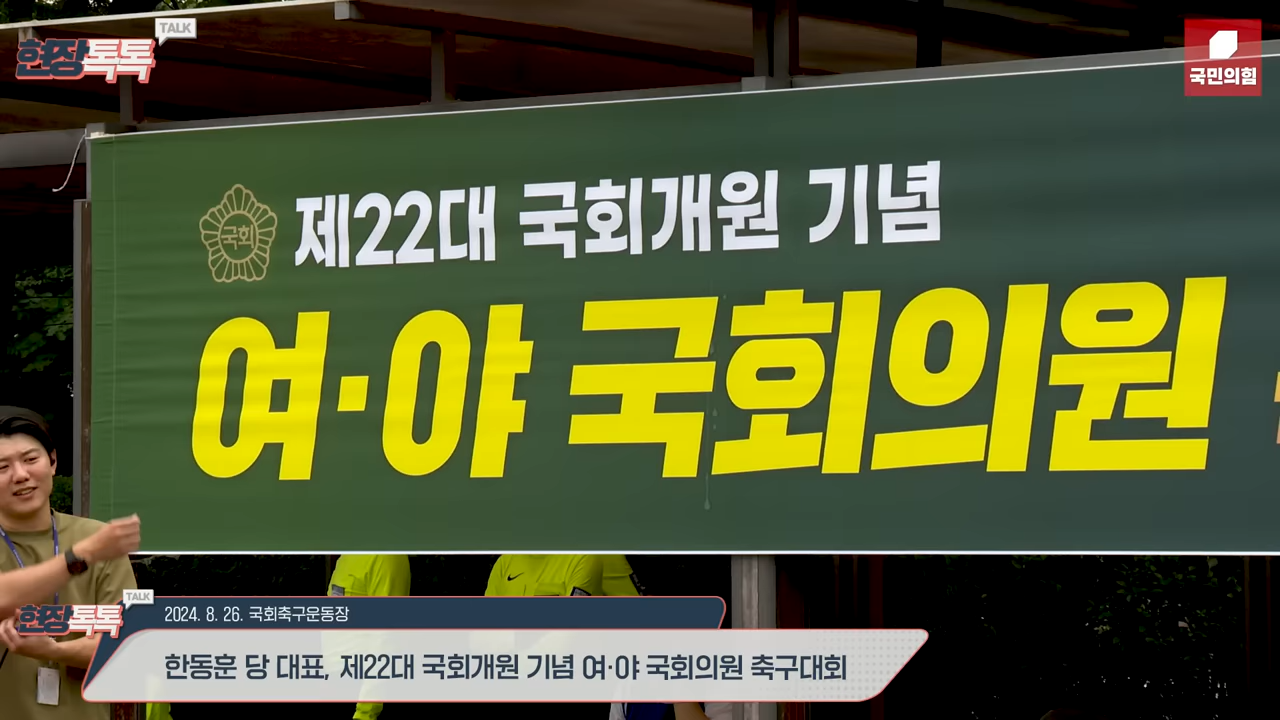 TALK
현장톡톡
국민의힘
제22대 국회개원 기념
국회
여·야 국회의원
TALK
현장톡톡
2024. 8. 26. 국회축구운동장
한동훈 당 대표, 제22대 국회개원 기념 여·야 국회의원 축구대회